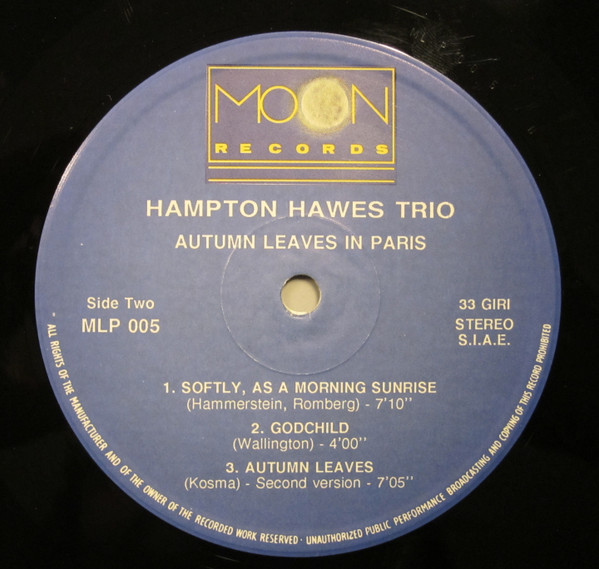 MOON
RECORDS
HAMPTON HAWES TRIO
AUTUMN LEAVES IN PARIS
Side Two
MLP 005
33 GIRI
STEREO
S.I.A.E.
1. SOFTLY, AS A MORNING SUNRISE
(Hammerstein, Romberg) - 7'10"
2. GODCHILD
(Wallington) - 4'00"
3. AUTUMN LEAVES
(Kosma) - Second version - 7'05"
- ALL RIGHTS OF THE MANUFACTURER AND OF THE OWNER OF THE RECORDED WORK RESERVED · UNAUTHORIZED PUBLIC PERFORMANCE BROADCASTING AND COPYING OF THIS RECORD PROHIBITED